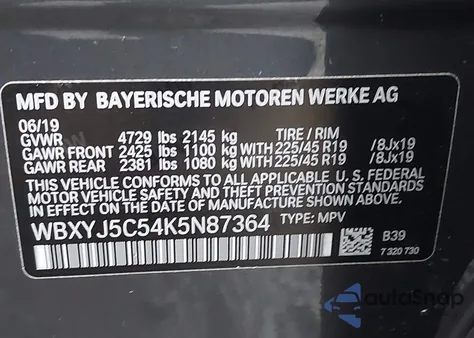 MFD BY BAYERISCHE MOTOREN WERKE AG
06/19
GVWR 4729 lbs 2145 kg TIRE / RIM
GAWR FRONT 2425 lbs 1100 kg WITH 225/45 R19 /8Jx19
GAWR REAR 2381 lbs 1080 kg WITH 225/45 R19 /8Jx19
THIS VEHICLE CONFORMS TO ALL APPLICABLE U. S. FEDERAL
MOTOR VEHICLE SAFETY AND THEFT PREVENTION STANDARDS
IN EFFECT ON THE DATE OF MANUFACTURE SHOWN ABOVE.
WBXYJ5C54K5N87364 TYPE: MPV
B39
7 320 730
autoSnap